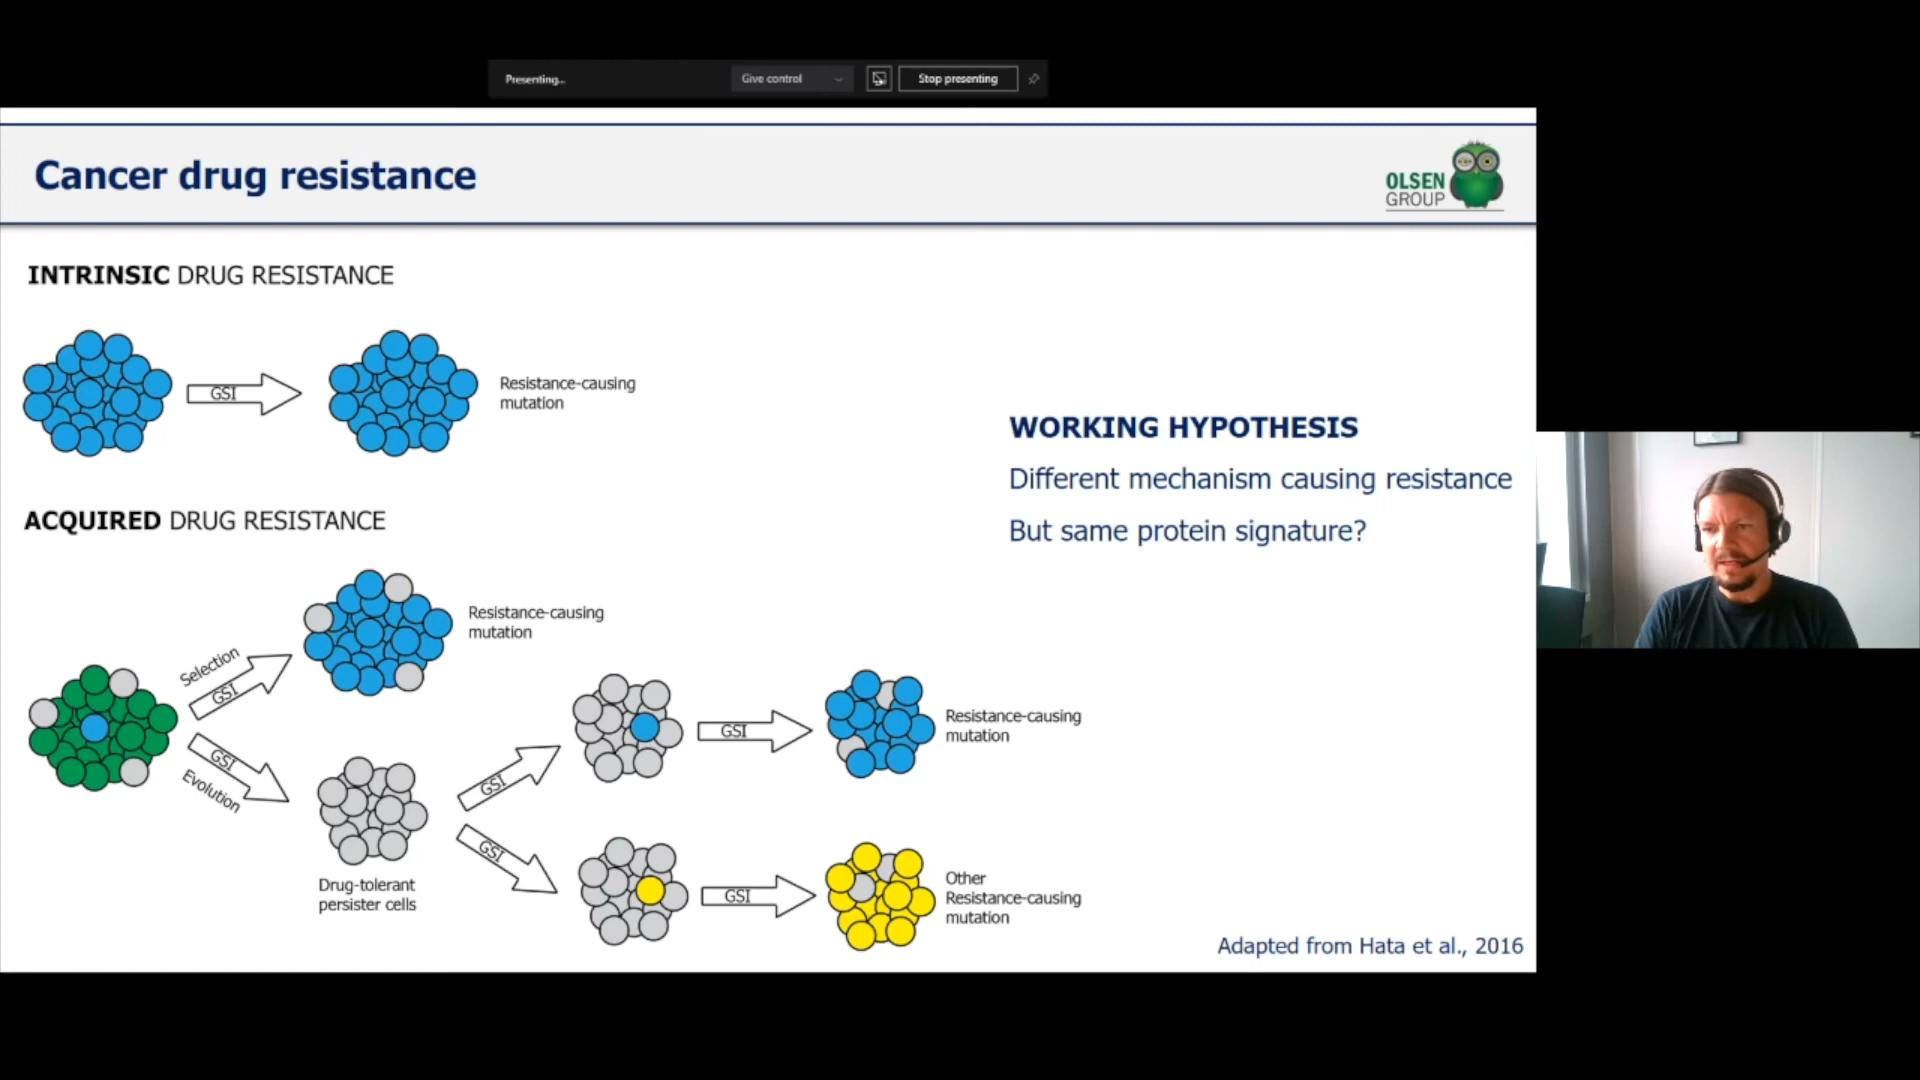 Presenting...
Give control
Stop presenting
Cancer drug resistance
OLSEN
GROUP
INTRINSIC DRUG RESISTANCE
GSI
Resistance-causing
mutation
WORKING HYPOTHESIS
Different mechanism causing resistance
But same protein signature?
ACQUIRED DRUG RESISTANCE
Selection
GSI
Resistance-causing
mutation
GSI
Evolution
Drug-tolerant
persister cells
GSI
GSI
Resistance-causing
mutation
GSI
GSI
Other
Resistance-causing
mutation
Adapted from Hata et al., 2016